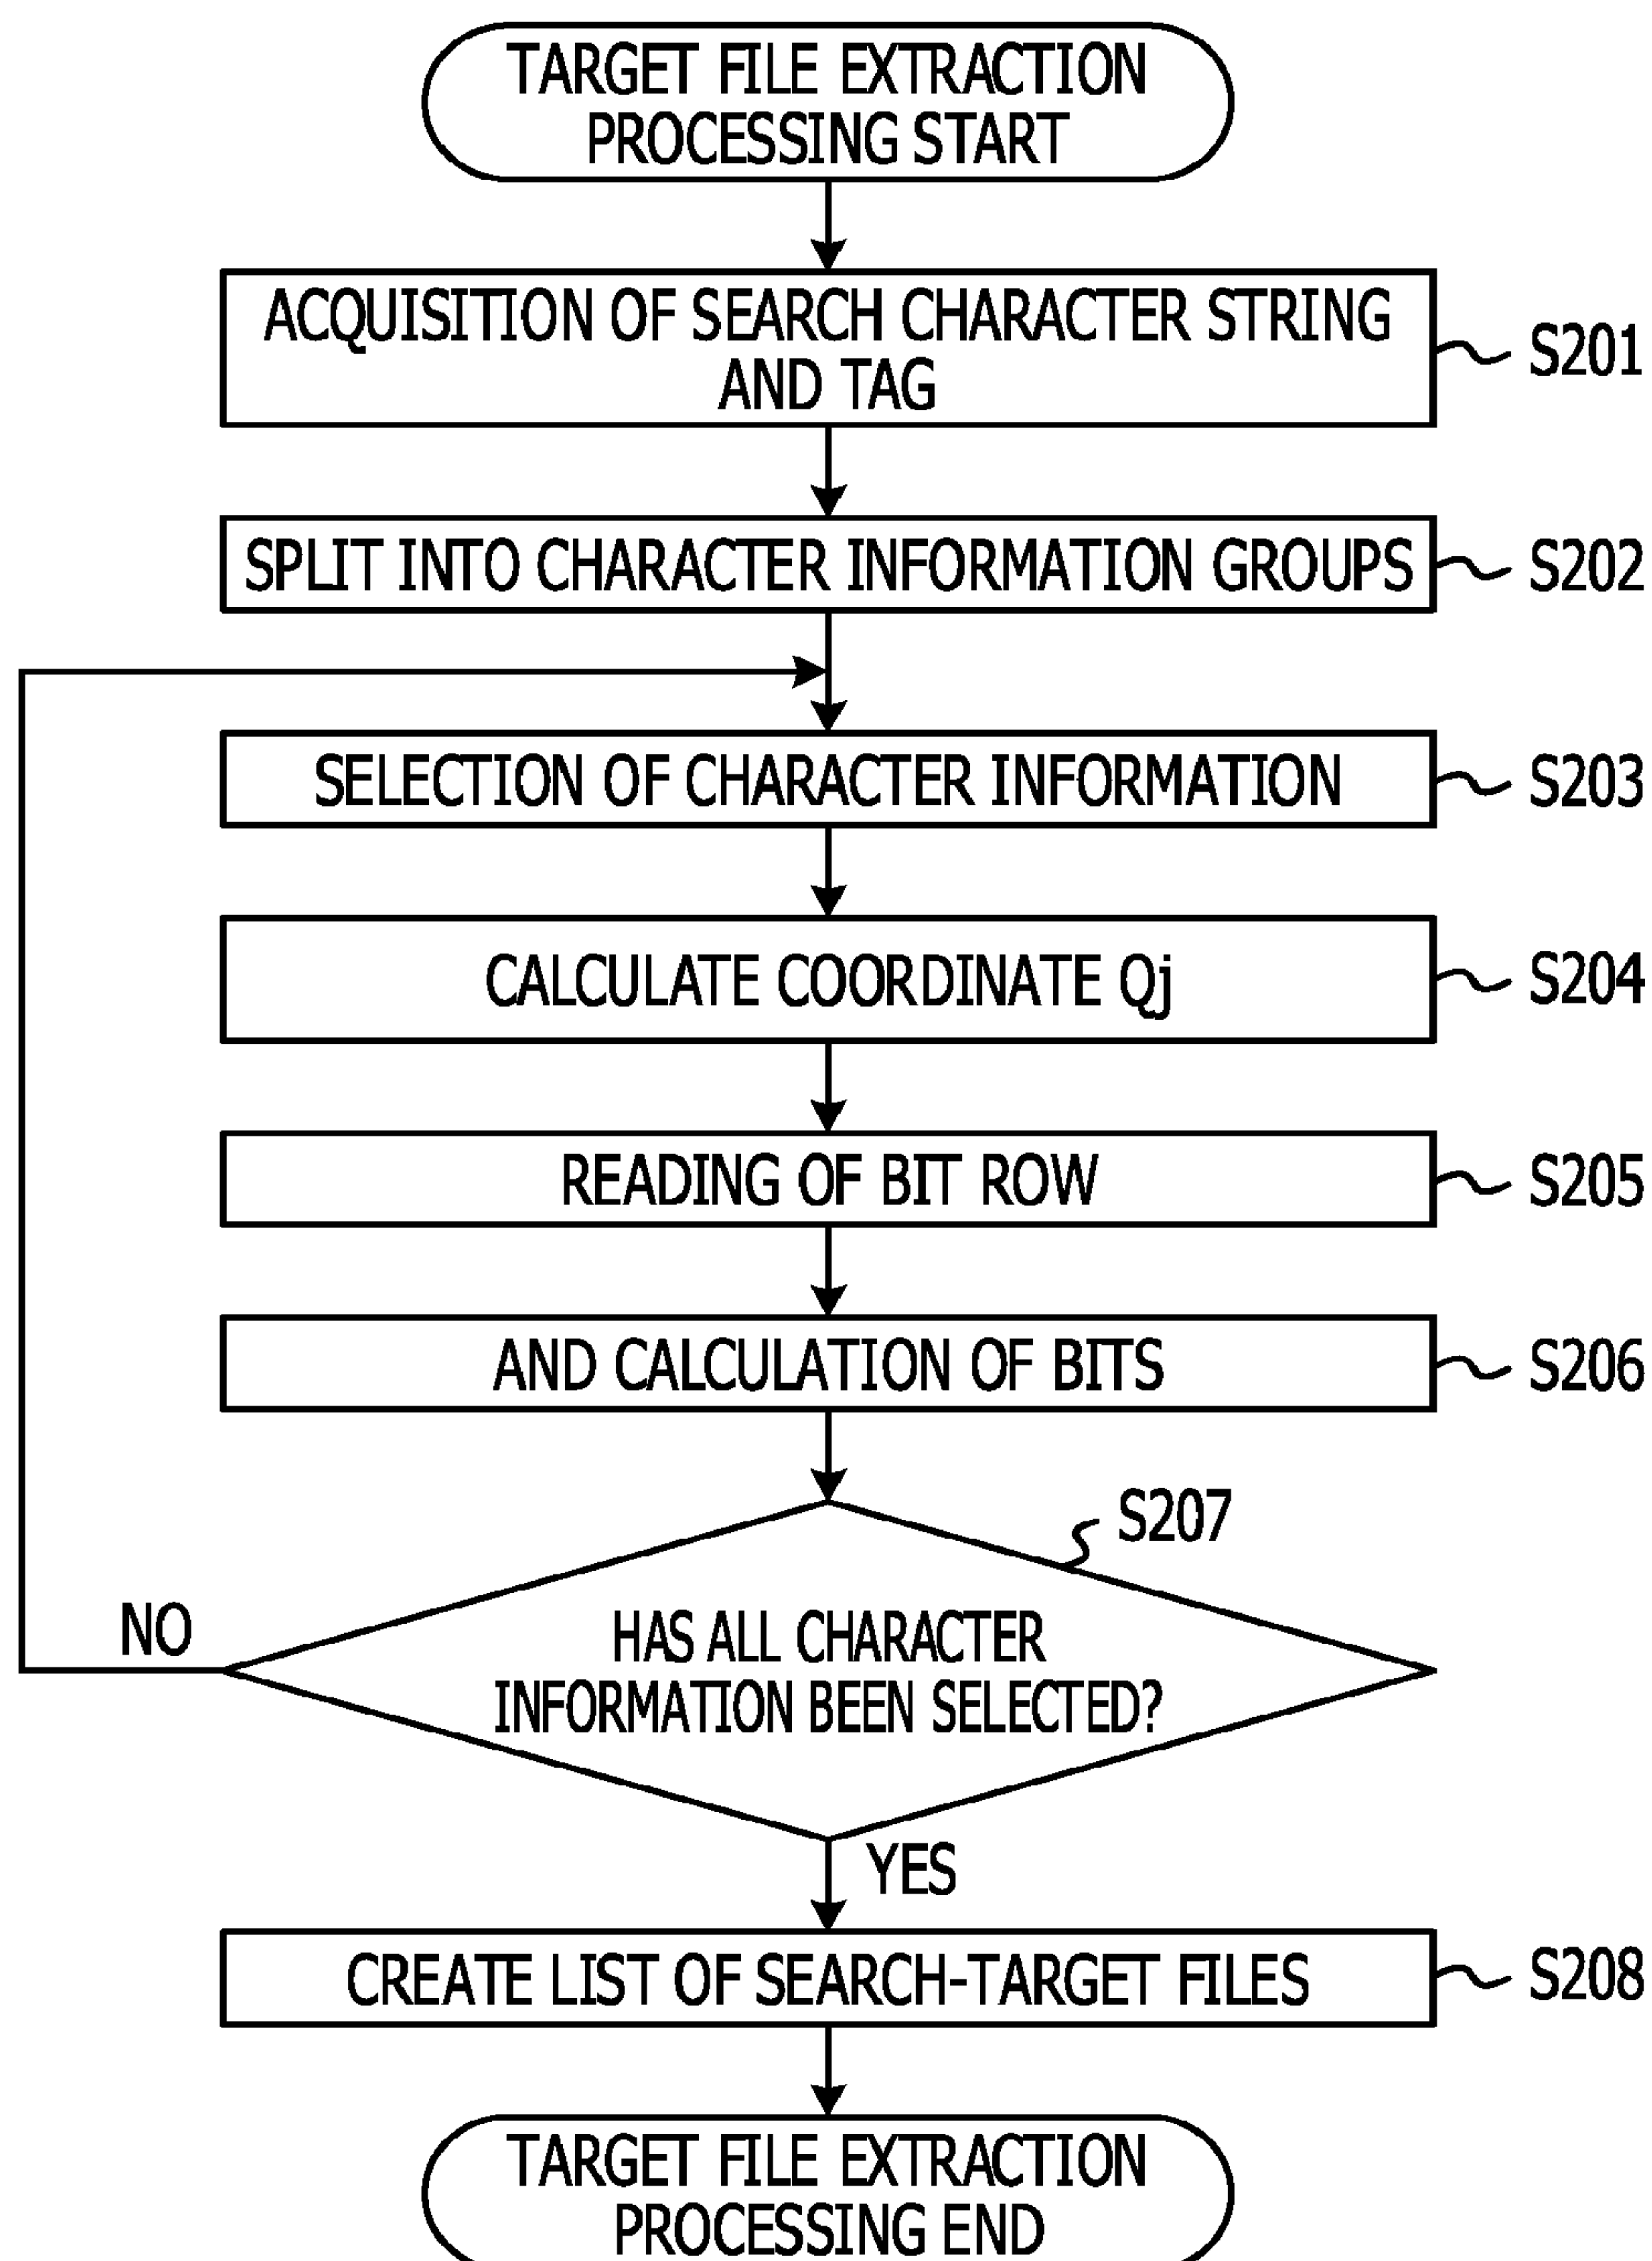 TARGET FILE EXTRACTION
PROCESSING START
ACQUISITION OF SEARCH CHARACTER STRING
AND TAG
S201
SPLIT INTO CHARACTER INFORMATION GROUPS
S202
SELECTION OF CHARACTER INFORMATION
S203
CALCULATE COORDINATE Qj
S204
READING OF BIT ROW
S205
AND CALCULATION OF BITS
S206
S207
HAS ALL CHARACTER
INFORMATION BEEN SELECTED?
NO
YES
CREATE LIST OF SEARCH-TARGET FILES
S208
TARGET FILE EXTRACTION
PROCESSING END